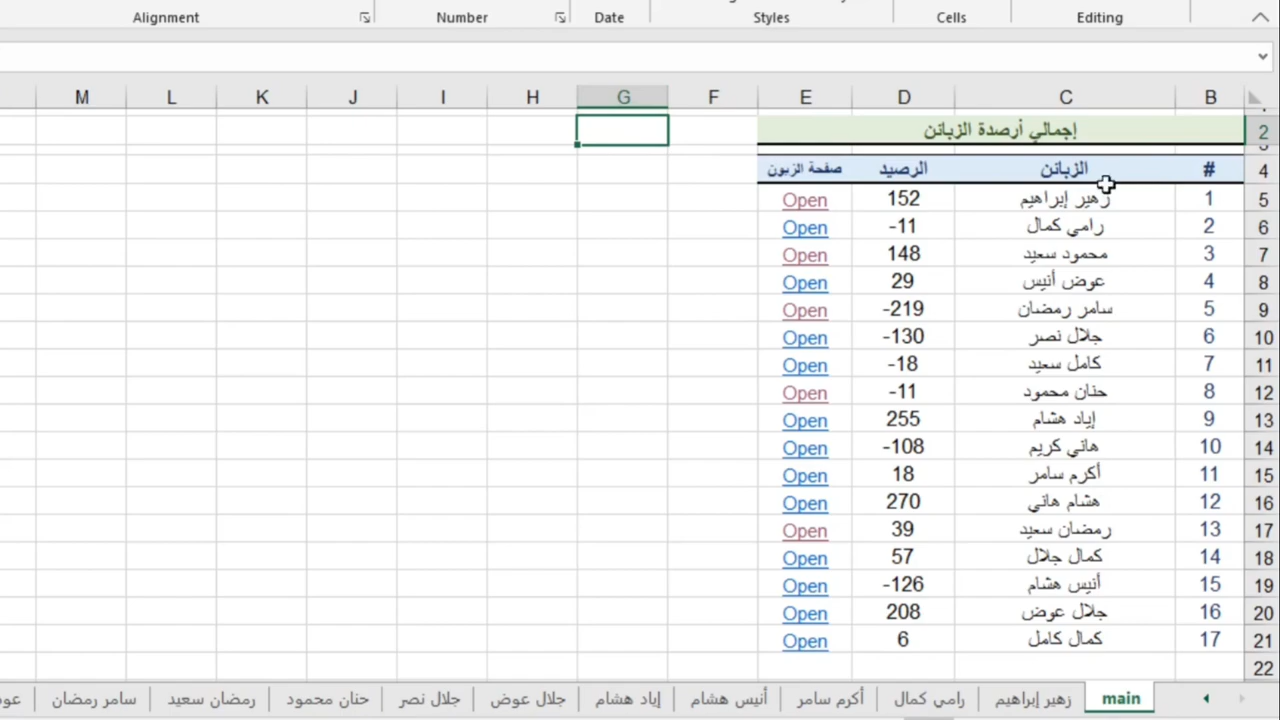 Alignment Number Date Styles Cells Editing
M L K J I H G F E D C B
2 إجمالي أرصدة الزبائن
4 # الزبائن الرصيد صفحة الزبون
5 1 زهير إبراهيم 152 Open
6 2 رامي كمال -11 Open
7 3 محمود سعيد 148 Open
8 4 عوض أنيس 29 Open
9 5 سامر رمضان -219 Open
10 6 جلال نصر -130 Open
11 7 كامل سعيد -18 Open
12 8 حنان محمود -11 Open
13 9 إياد هشام 255 Open
14 10 هاني كريم -108 Open
15 11 أكرم سامر 18 Open
16 12 هشام هاني 270 Open
17 13 رمضان سعيد 39 Open
18 14 كمال جلال 57 Open
19 15 أنيس هشام -126 Open
20 16 جلال عوض 208 Open
21 17 كمال كامل 6 Open
22
main زهير إبراهيم رامي كمال أكرم سامر أنيس هشام إياد هشام جلال عوض جلال نصر حنان محمود رمضان سعيد سامر رمضان